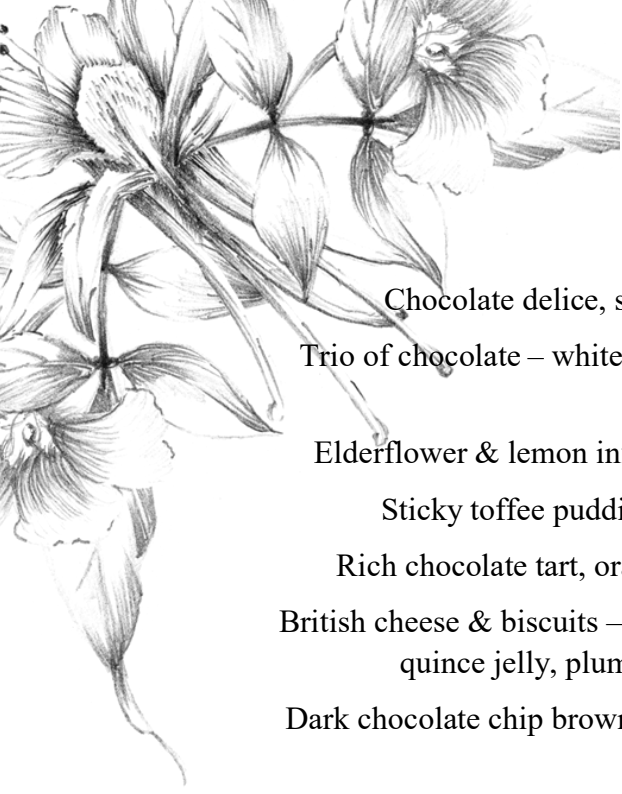 Chocolate delice, s
Trio of chocolate – white
Elderflower & lemon in
Sticky toffee puddi
Rich chocolate tart, ora
British cheese & biscuits –
quince jelly, plum
Dark chocolate chip brown